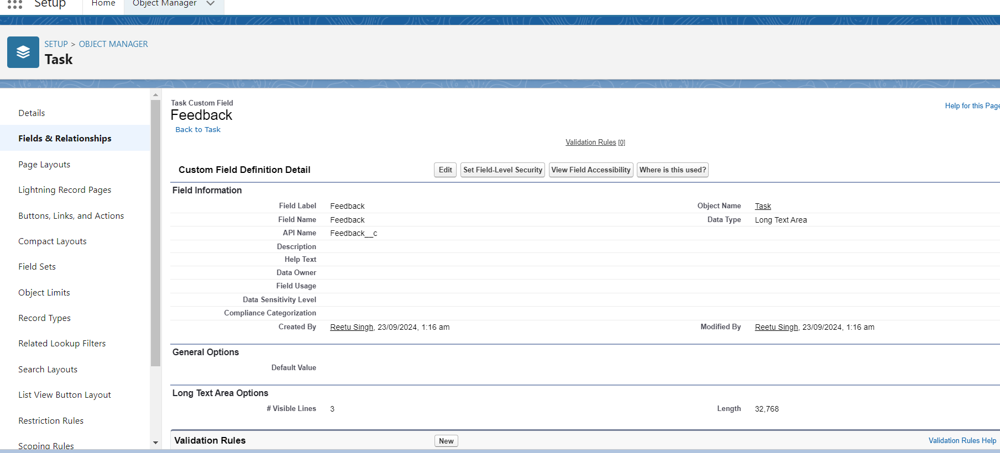 Setup
Home
Object Manager
SETUP > OBJECT MANAGER
Task
Details
Fields & Relationships
Page Layouts
Lightning Record Pages
Buttons, Links, and Actions
Compact Layouts
Field Sets
Object Limits
Record Types
Related Lookup Filters
Search Layouts
List View Button Layout
Restriction Rules
Scoping Rules
Task Custom Field
Feedback
Back to Task
Help for this Page
Validation Rules [0]
Custom Field Definition Detail
Edit
Set Field-Level Security
View Field Accessibility
Where is this used?
Field Information
Field Label Feedback Object Name Task
Field Name Feedback Data Type Long Text Area
API Name Feedback__c
Description
Help Text
Data Owner
Field Usage
Data Sensitivity Level
Compliance Categorization
Created By Reetu Singh, 23/09/2024, 1:16 am Modified By Reetu Singh, 23/09/2024, 1:16 am
General Options
Default Value
Long Text Area Options
# Visible Lines 3 Length 32,768
Validation Rules New Validation Rules Help